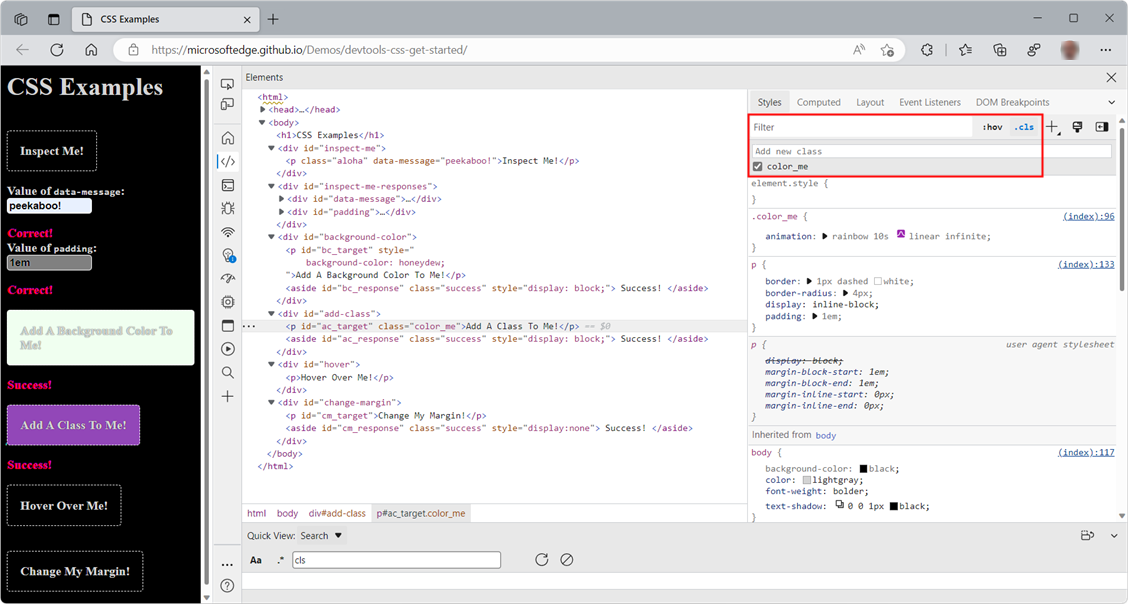 CSS Examples
https://microsoftedge.github.io/Demos/devtools-css-get-started/
CSS Examples
Inspect Me!
Value of data-message:
peekaboo!
Correct!
Value of padding:
1em
Correct!
Add A Background Color To
Me!
Success!
Add A Class To Me!
Success!
Hover Over Me!
Change My Margin!
Elements
<html>
<head>…</head>
<body>
<h1>CSS Examples</h1>
<div id="inspect-me">
<p class="aloha" data-message="peekaboo!">Inspect Me!</p>
</div>
<div id="inspect-me-responses">
<div id="data-message">…</div>
<div id="padding">…</div>
</div>
<div id="background-color">
<p id="bc_target" style="
background-color: honeydew;
">Add A Background Color To Me!</p>
<aside id="bc_response" class="success" style="display: block;"> Success! </aside>
</div>
<div id="add-class">
<p id="ac_target" class="color_me">Add A Class To Me!</p> == $0
<aside id="ac_response" class="success" style="display: block;"> Success! </aside>
</div>
<div id="hover">
<p>Hover Over Me!</p>
</div>
<div id="change-margin">
<p id="cm_target">Change My Margin!</p>
<aside id="cm_response" class="success" style="display:none"> Success! </aside>
</div>
</body>
</html>
html body div#add-class p#ac_target.color_me
Styles Computed Layout Event Listeners DOM Breakpoints
Filter :hov .cls
Add new class
color_me
element.style {
}
.color_me { (index):96
animation: rainbow 10s linear infinite;
}
p { (index):133
border: 1px dashed white;
border-radius: 4px;
display: inline-block;
padding: 1em;
}
p { user agent stylesheet
display: block;
margin-block-start: 1em;
margin-block-end: 1em;
margin-inline-start: 0px;
margin-inline-end: 0px;
}
Inherited from body
body { (index):117
background-color: black;
color: lightgray;
font-weight: bolder;
text-shadow: 0 0 1px black;
}
Quick View: Search
Aa .* cls